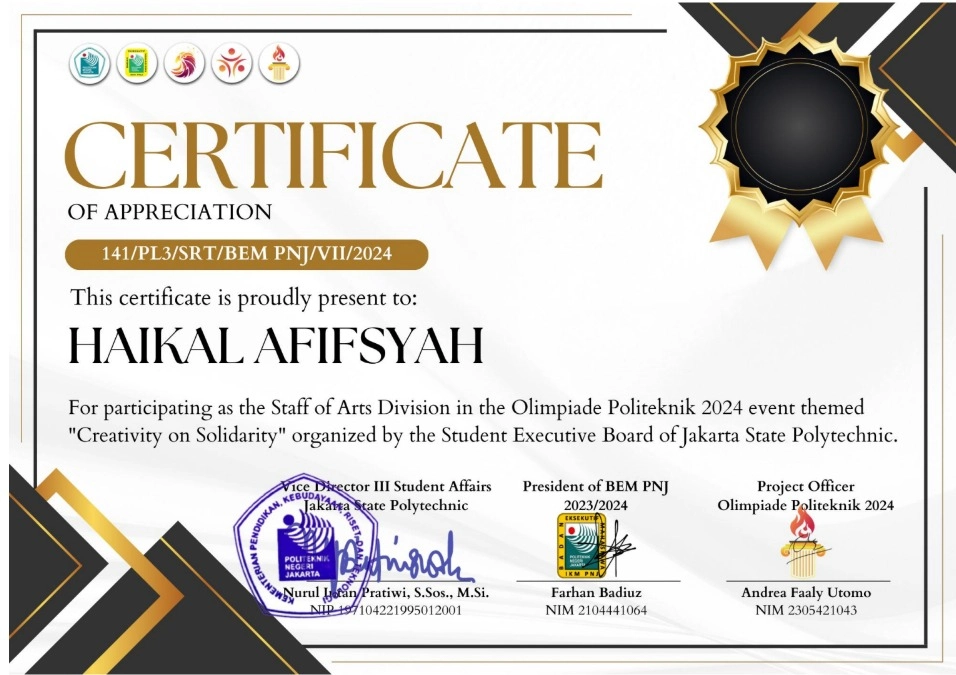 CERTIFICATE
OF APPRECIATION
141/PL3/SRT/BEM PNJ/VII/2024
This certificate is proudly present to:
HAIKAL AFIFSYAH
For participating as the Staff of Arts Division in the Olimpiade Politeknik 2024 event themed
"Creativity on Solidarity" organized by the Student Executive Board of Jakarta State Polytechnic.
Vice Director III Student Affairs
Jakarta State Polytechnic
KEMENTERIAN PENDIDIKAN, KEBUDAYAAN, RISET, DAN TEKNOLOGI
POLITEKNIK
NEGERI
JAKARTA
Nurul Intan Pratiwi, S.Sos., M.Si.
NIP 197104221995012001
President of BEM PNJ
2023/2024
BADAN
EKSEKUTIF
MAHASISWA
POLITEKNIK
NEGERI
JAKARTA
IKM PNJ
Farhan Badiuz
NIM 2104441064
Project Officer
Olimpiade Politeknik 2024
Andrea Faaly Utomo
NIM 2305421043